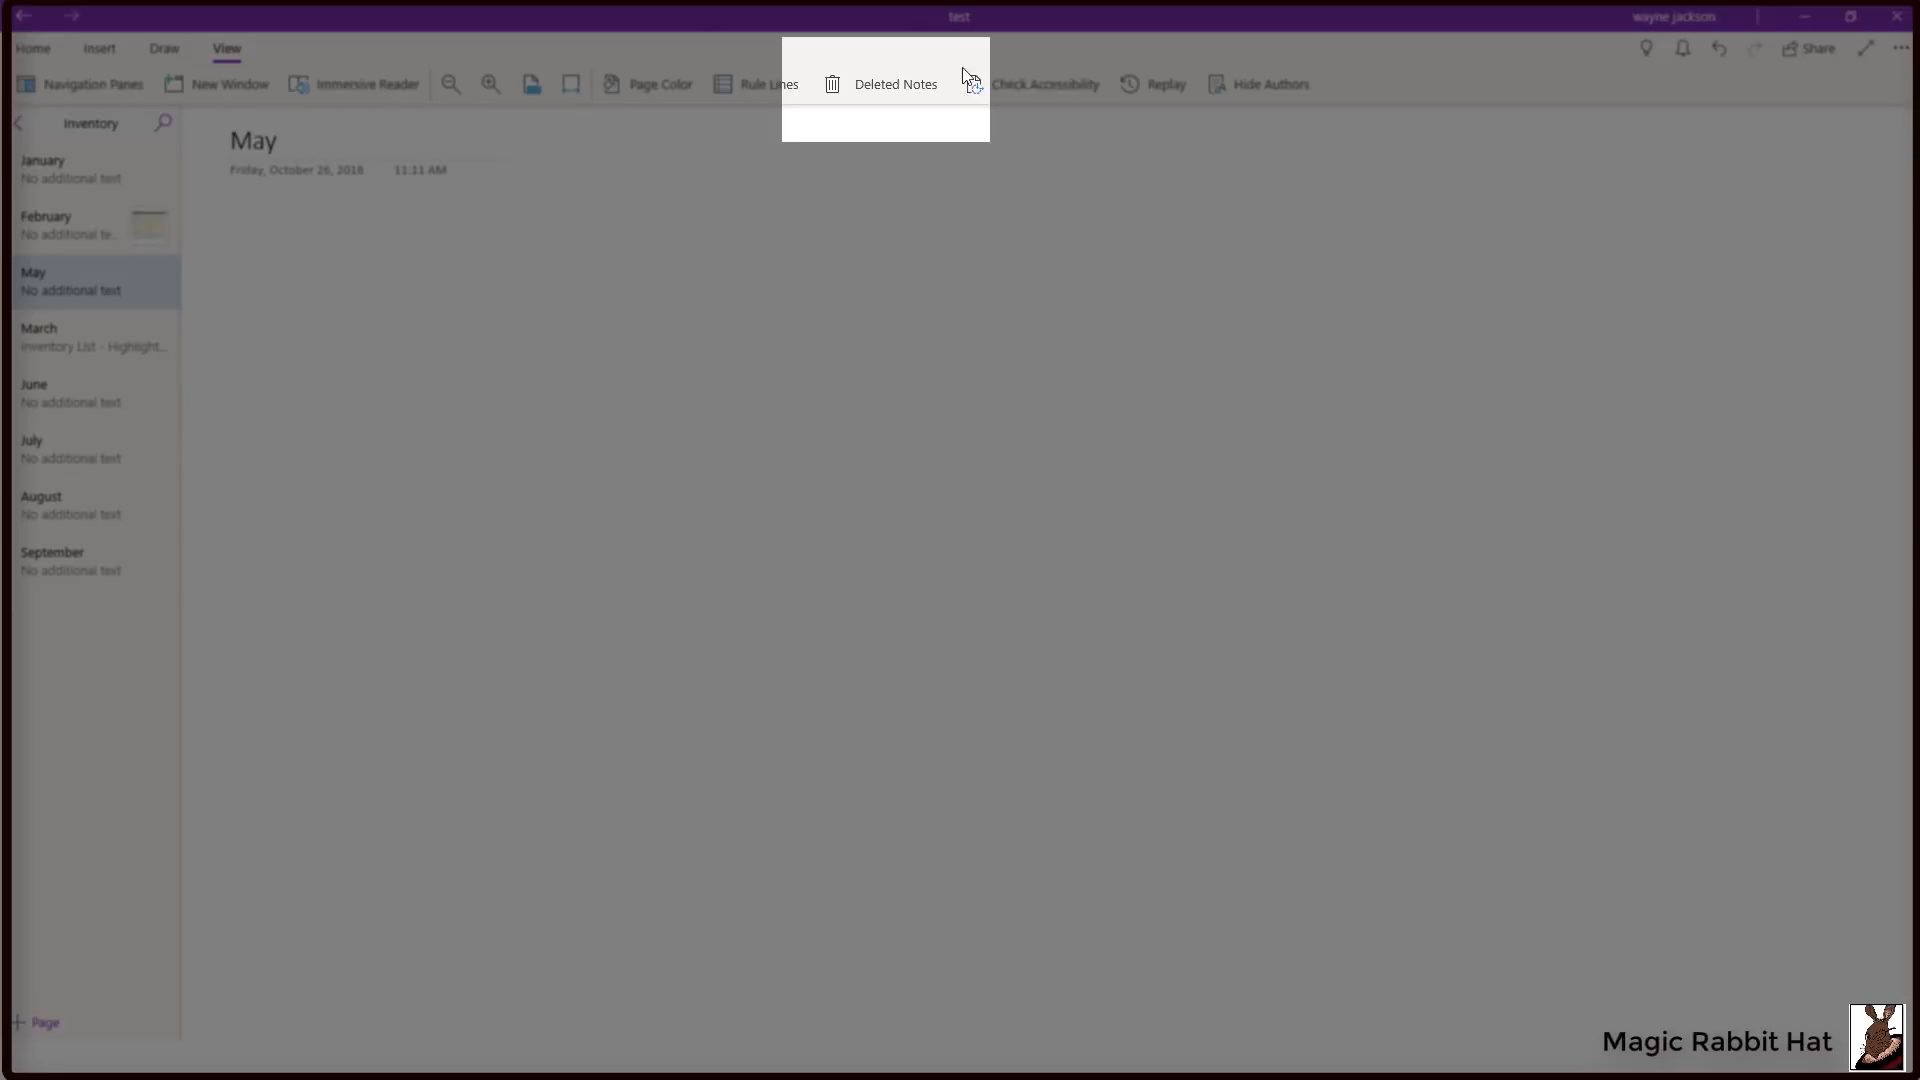 test
wayne jackson
Home Insert Draw View
Share
Navigation Panes New Window Immersive Reader Page Color Rule Lines Deleted Notes Check Accessibility Replay Hide Authors
Inventory
January
No additional text
February
No additional te...
May
No additional text
March
inventory List - Highlight...
June
No additional text
July
No additional text
August
No additional text
September
No additional text
+ Page
May
Friday, October 26, 2018 11:11 AM
Magic Rabbit Hat